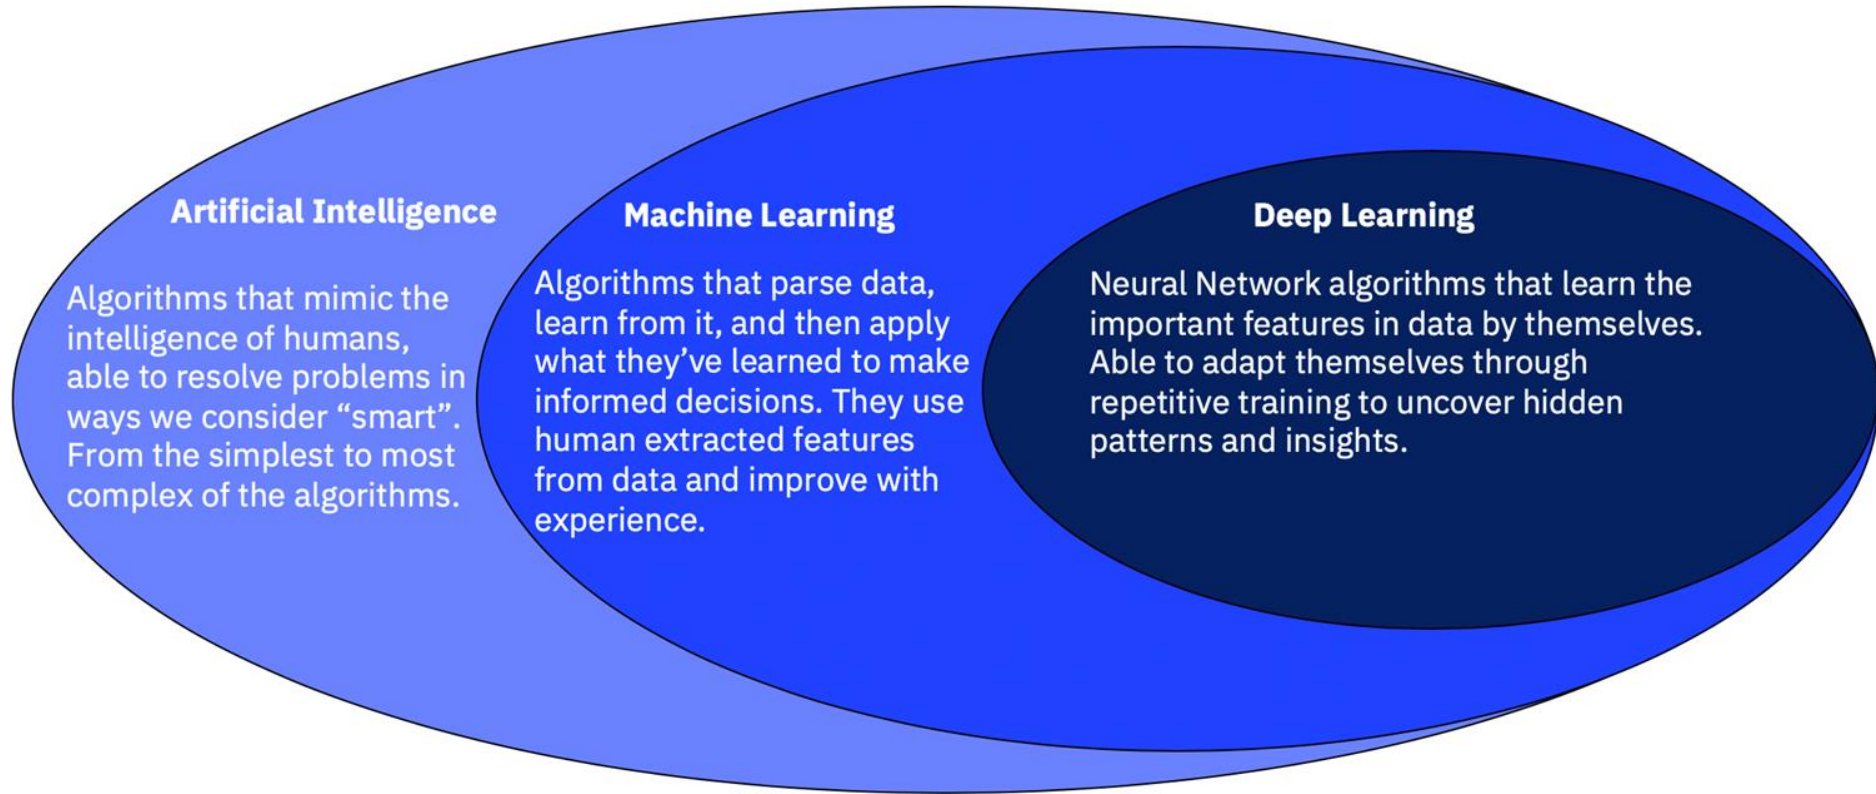 Artificial Intelligence
Algorithms that mimic the
intelligence of humans,
able to resolve problems in
ways we consider “smart”.
From the simplest to most
complex of the algorithms.
Machine Learning
Algorithms that parse data,
learn from it, and then apply
what they’ve learned to make
informed decisions. They use
human extracted features
from data and improve with
experience.
Deep Learning
Neural Network algorithms that learn the
important features in data by themselves.
Able to adapt themselves through
repetitive training to uncover hidden
patterns and insights.